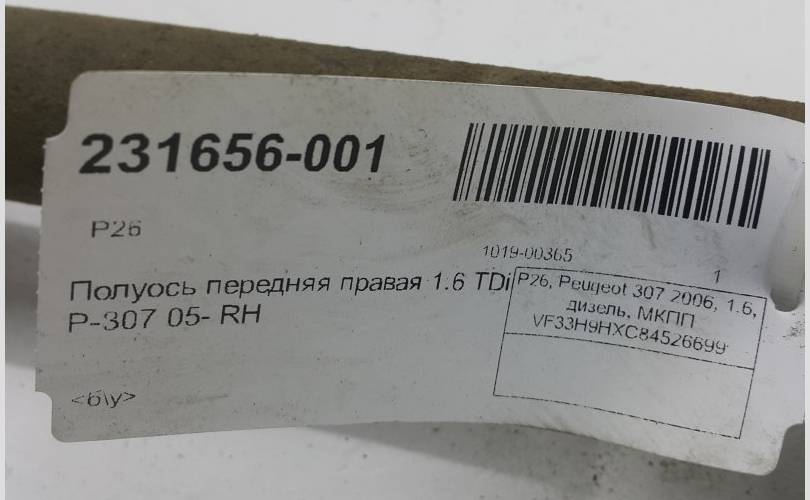 231656-001
P26
1019-00365
1
Полуось передняя правая 1.6 TDi
P-307 05- RH
P26, Peugeot 307 2006, 1.6,
дизель, МКПП
VF33H9HXC84526699
<б\у>